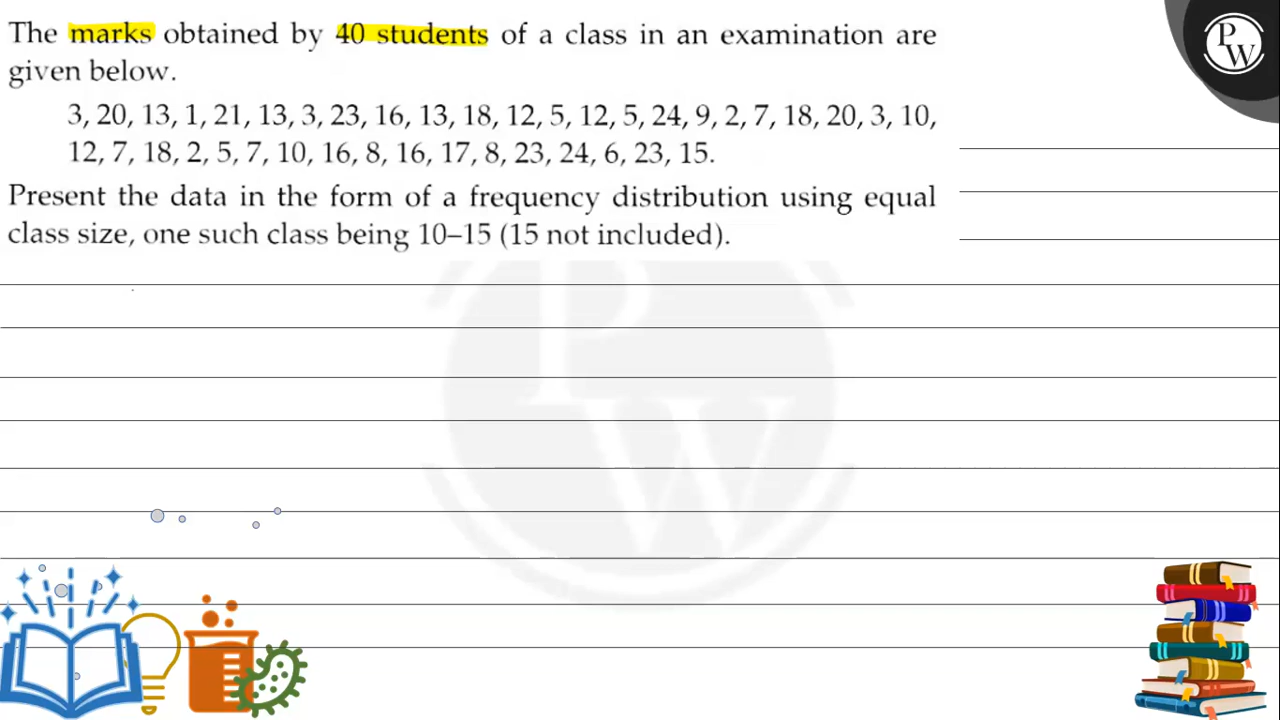 The marks obtained by 40 students of a class in an examination are
given below.
3, 20, 13, 1, 21, 13, 3, 23, 16, 13, 18, 12, 5, 12, 5, 24, 9, 2, 7, 18, 20, 3, 10,
12, 7, 18, 2, 5, 7, 10, 16, 8, 16, 17, 8, 23, 24, 6, 23, 15.
Present the data in the form of a frequency distribution using equal
class size, one such class being 10–15 (15 not included).
P
W
P
W